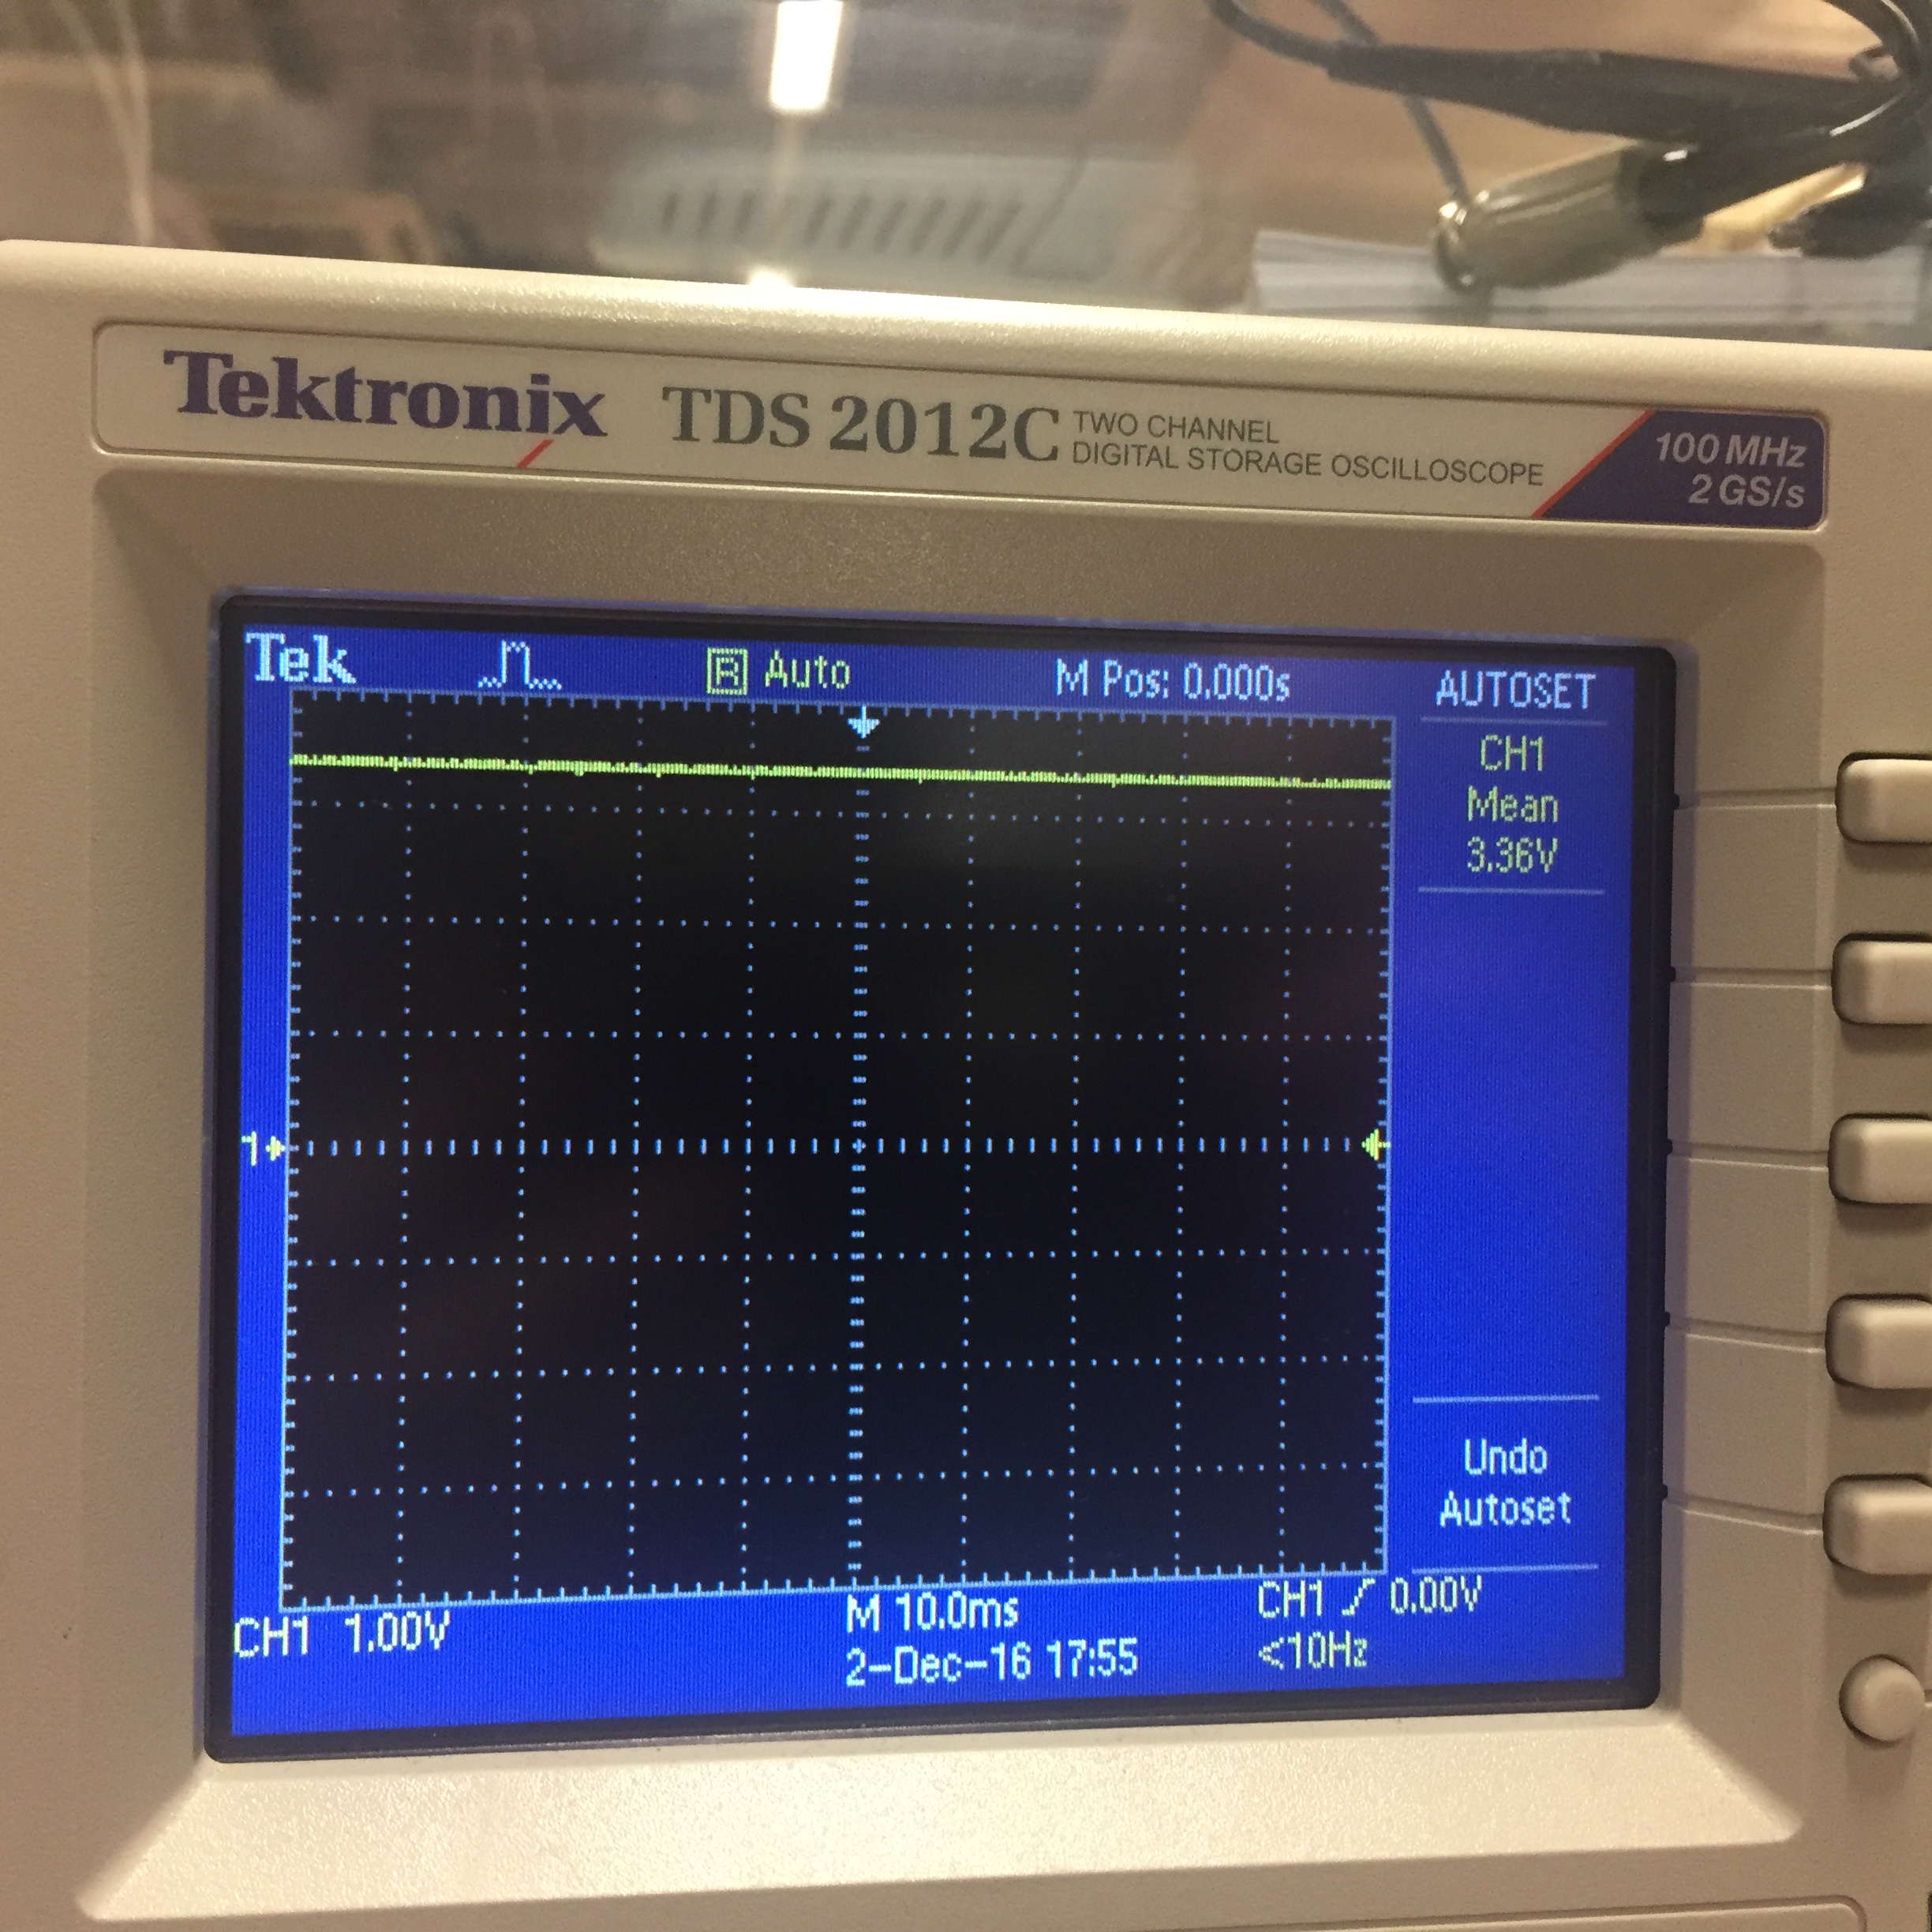 Tektronix TDS 2012C TWO CHANNEL
DIGITAL STORAGE OSCILLOSCOPE
100 MHz
2 GS/s
Tek R Auto M Pos: 0.000s AUTOSET
CH1
Mean
3.36V
1
Undo
Autoset
CH1 1.00V M 10.0ms CH1 0.00V
2-Dec-16 17:55 <10Hz